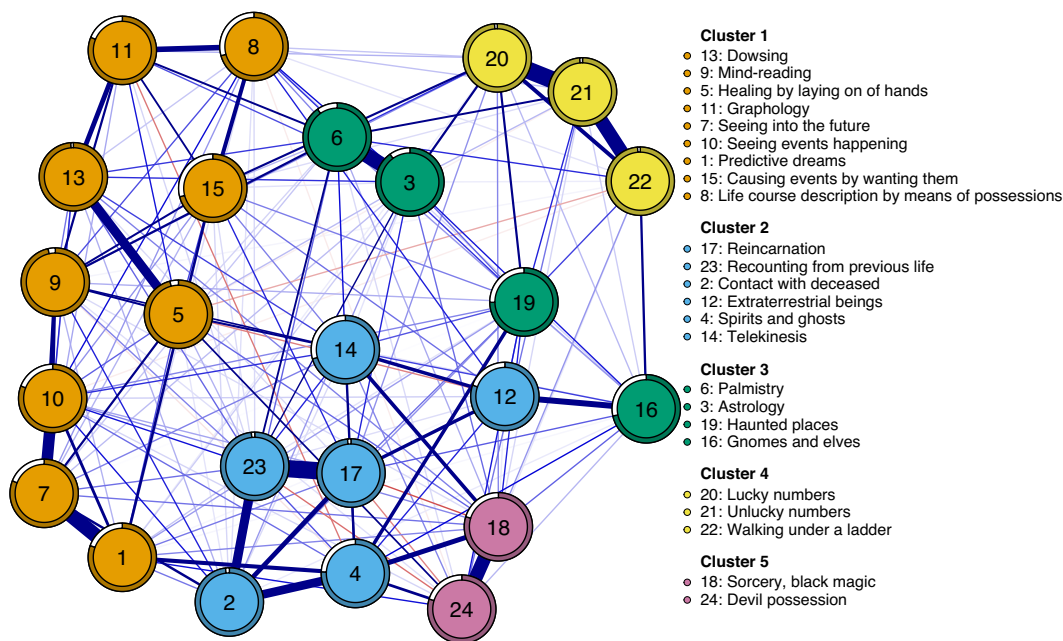 11
8
20
21
6
13
15
3
22
9
5
19
14
10
12
16
23
17
7
18
1
4
2
24
Cluster 1
13: Dowsing
9: Mind-reading
5: Healing by laying on of hands
11: Graphology
7: Seeing into the future
10: Seeing events happening
1: Predictive dreams
15: Causing events by wanting them
8: Life course description by means of possessions
Cluster 2
17: Reincarnation
23: Recounting from previous life
2: Contact with deceased
12: Extraterrestrial beings
4: Spirits and ghosts
14: Telekinesis
Cluster 3
6: Palmistry
3: Astrology
19: Haunted places
16: Gnomes and elves
Cluster 4
20: Lucky numbers
21: Unlucky numbers
22: Walking under a ladder
Cluster 5
18: Sorcery, black magic
24: Devil possession